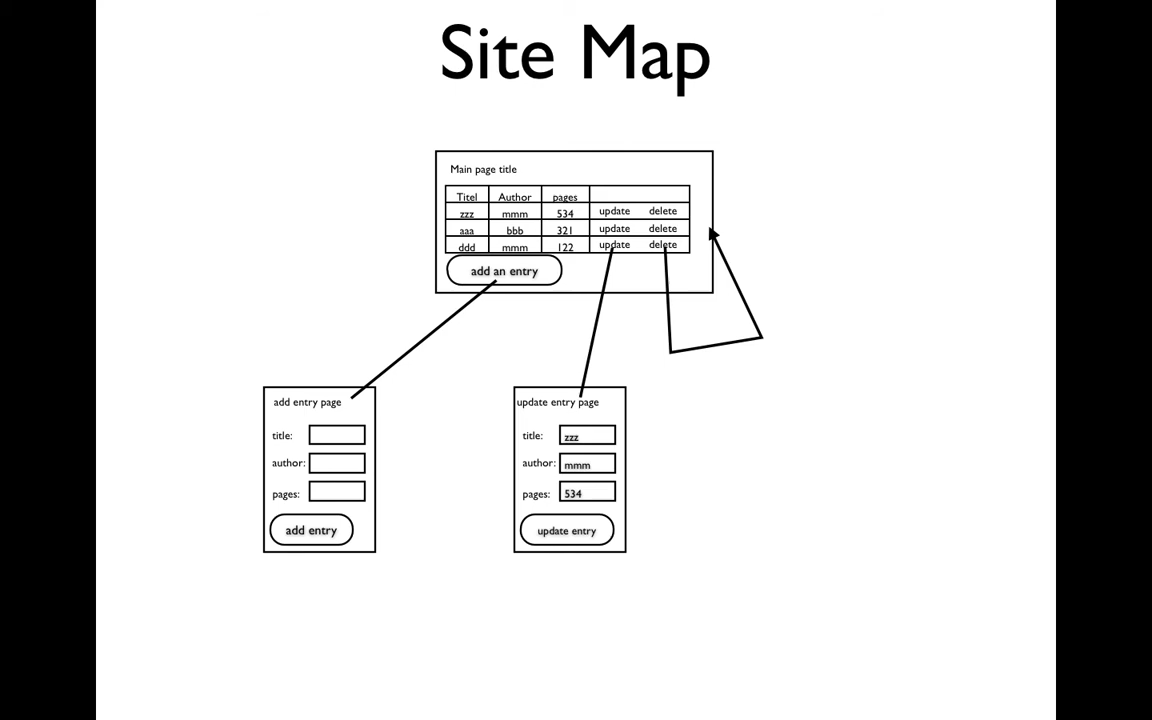 Site Map
Main page title
Titel Author pages
zzz mmm 534 update delete
aaa bbb 321 update delete
ddd mmm 122 update delete
add an entry
add entry page
title:
author:
pages:
add entry
update entry page
title: zzz
author: mmm
pages: 534
update entry